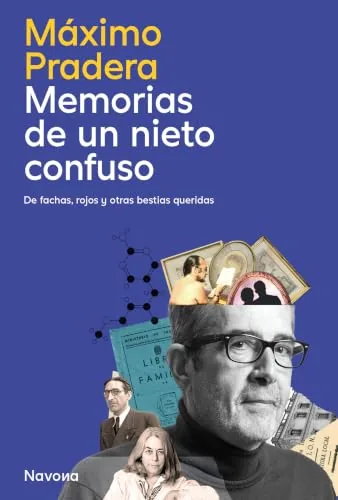 Máximo
Pradera
Memorias
de un nieto
confuso
De fachas, rojos y otras bestias queridas
LIBRO
DE
FAMILIA
Navona